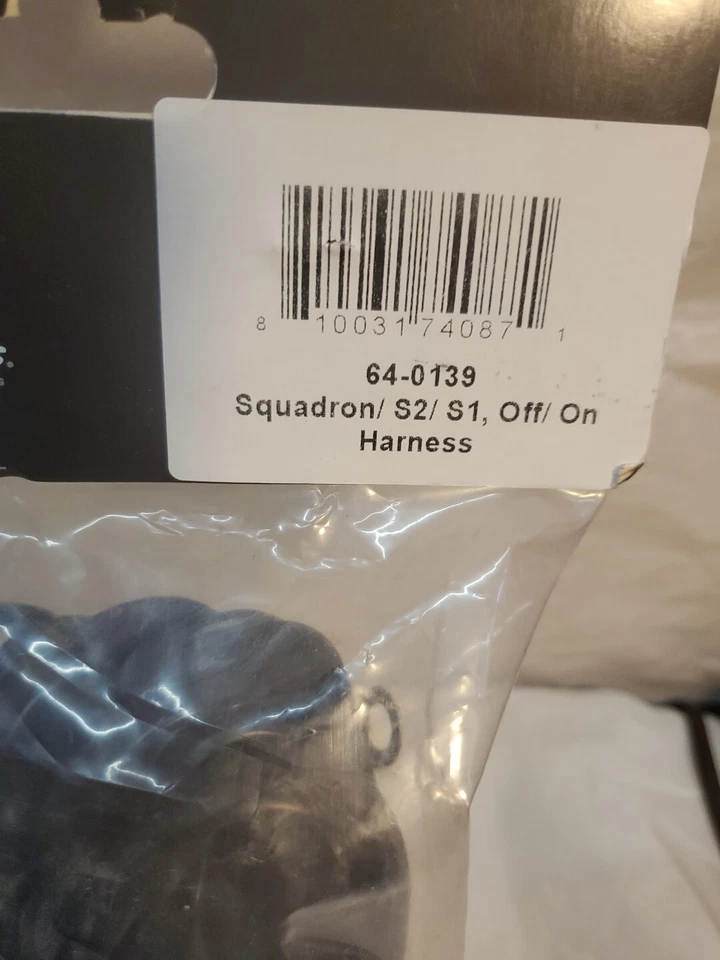 8 10031 74087 1
64-0139
Squadron/ S2/ S1, Off/ On
Harness